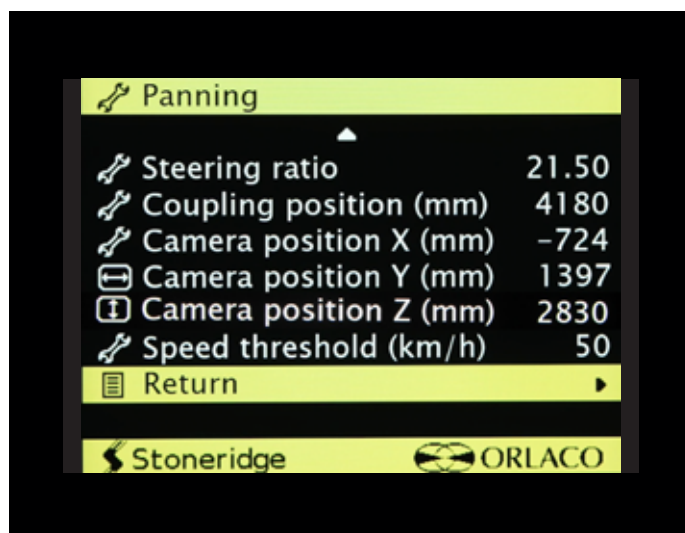 Panning
Steering ratio 21.50
Coupling position (mm) 4180
Camera position X (mm) -724
Camera position Y (mm) 1397
Camera position Z (mm) 2830
Speed threshold (km/h) 50
Return
Stoneridge ORLACO